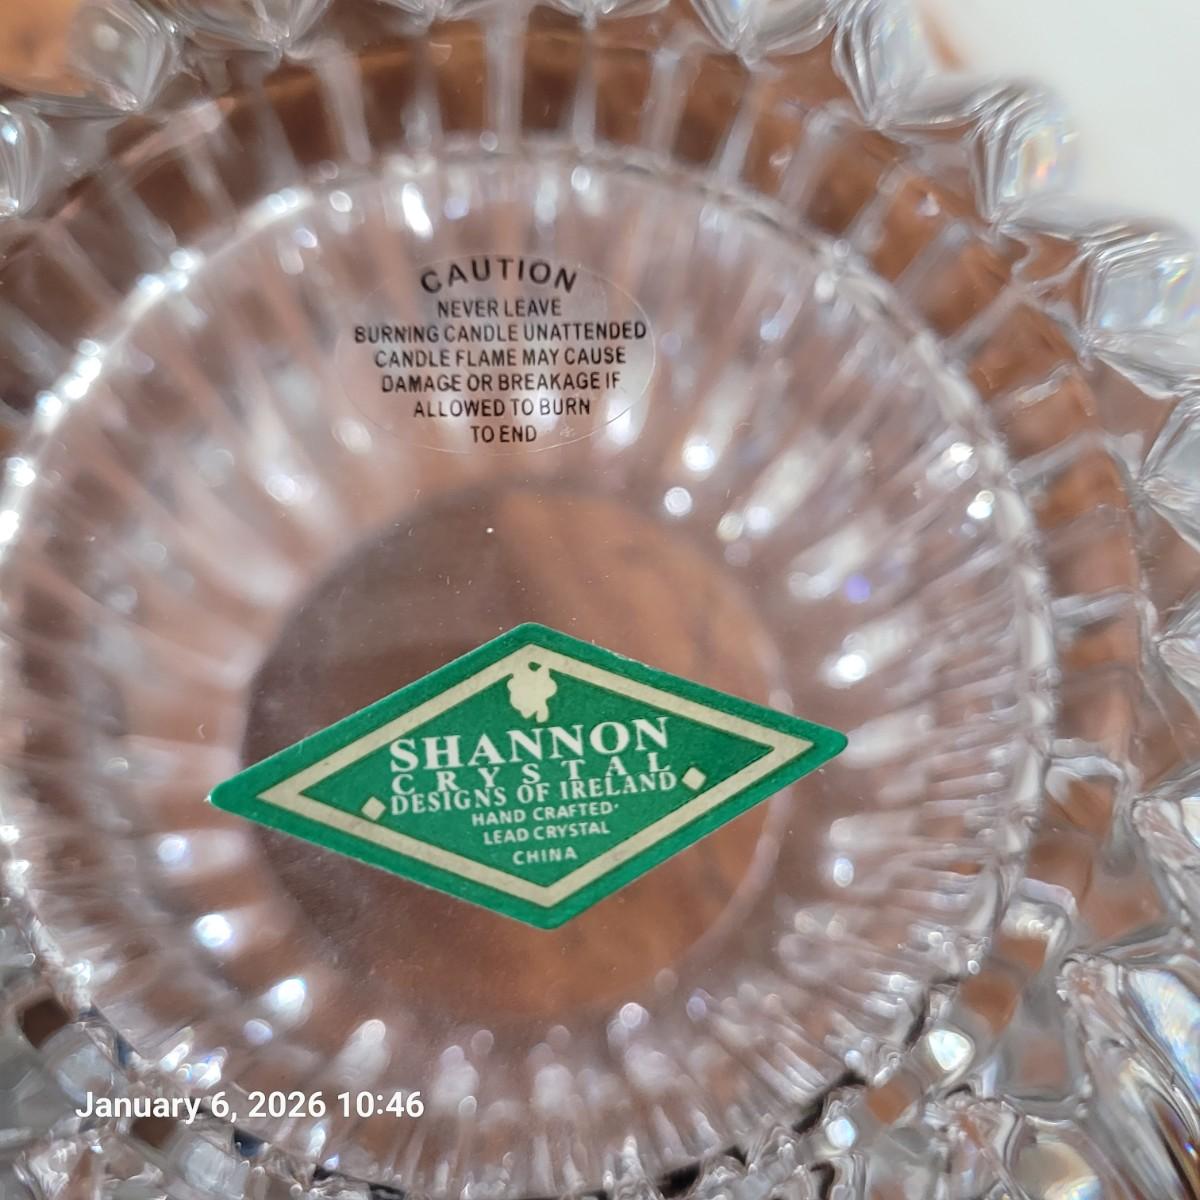 CAUTION
NEVER LEAVE
BURNING CANDLE UNATTENDED
CANDLE FLAME MAY CAUSE
DAMAGE OR BREAKAGE IF
ALLOWED TO BURN
TO END
SHANNON
CRYSTAL
DESIGNS OF IRELAND
HAND CRAFTED
LEAD CRYSTAL
CHINA
January 6, 2026 10:46